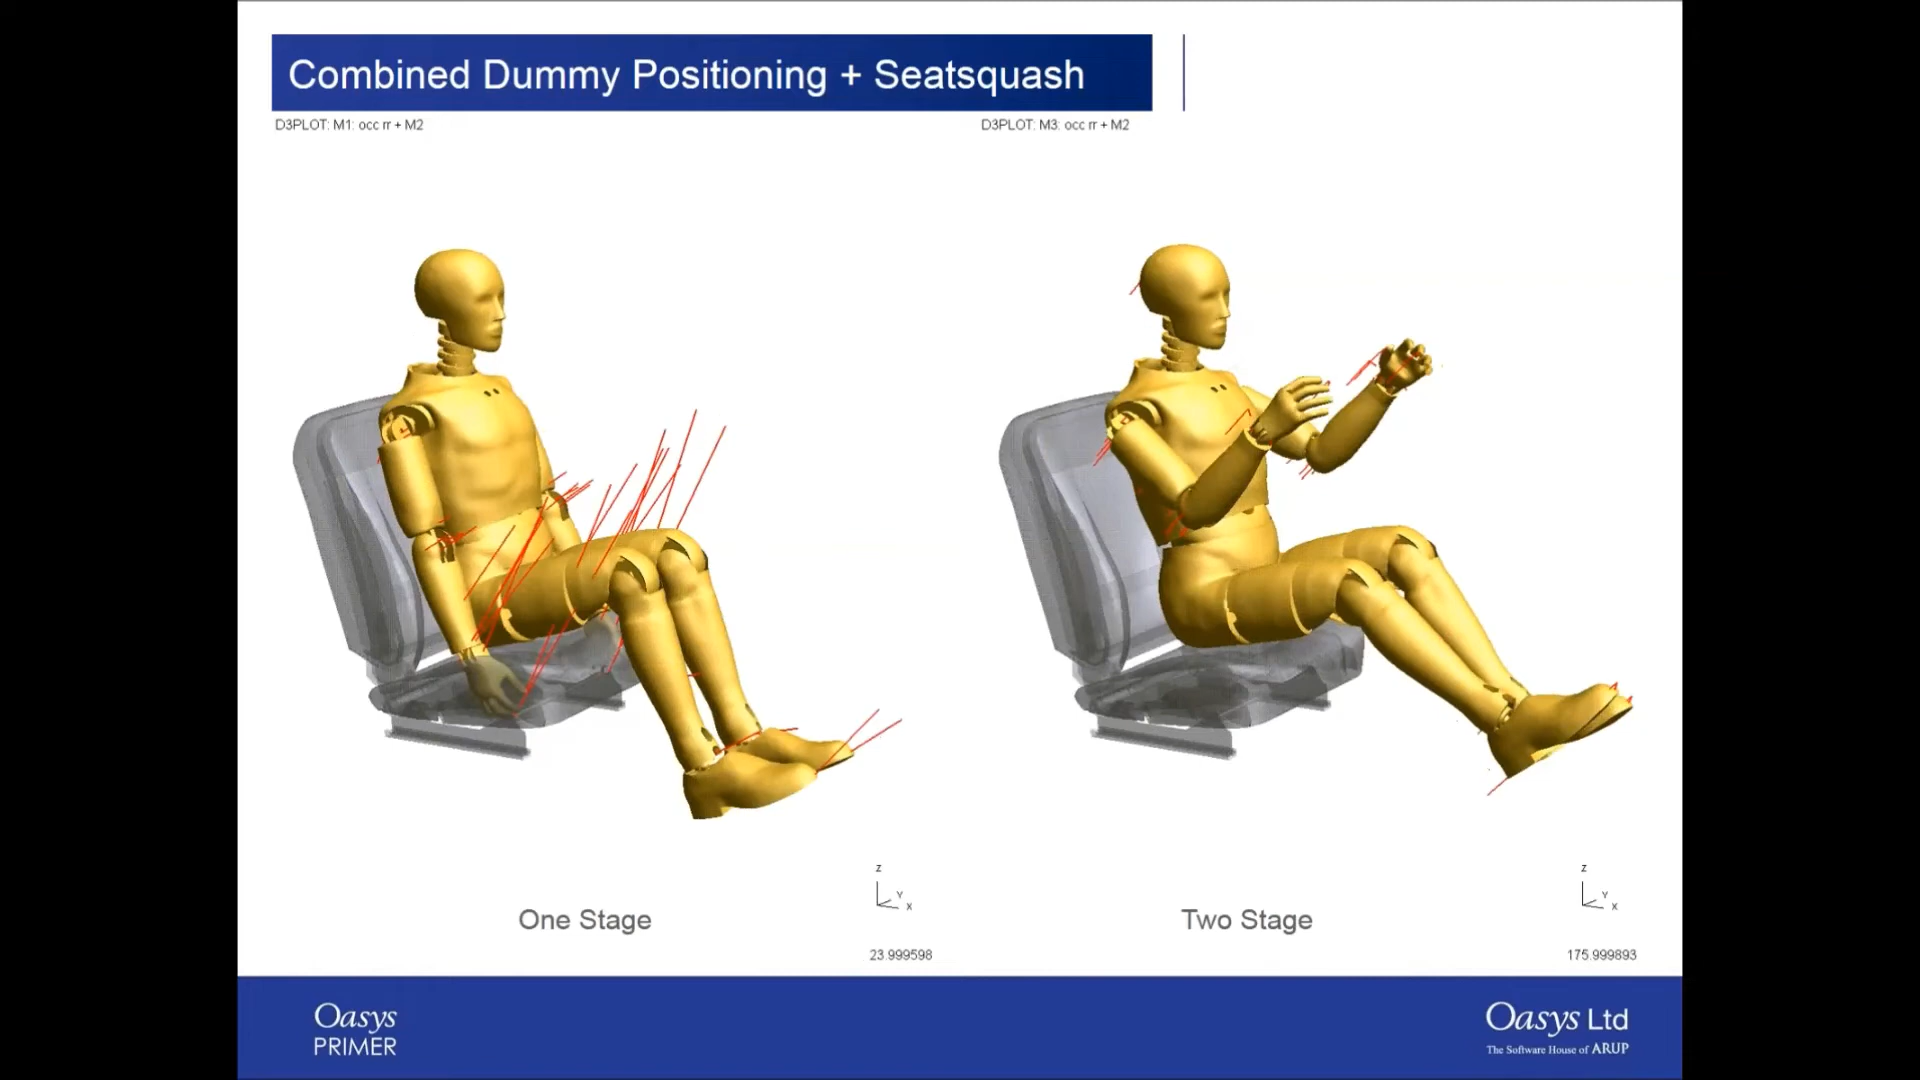 Combined Dummy Positioning + Seatsquash
D3PLOT: M1: occ rr + M2
D3PLOT: M3: occ rr + M2
Z
Y
X
Z
Y
X
One Stage
Two Stage
23.999598
175.999893
Oasys
PRIMER
Oasys Ltd
The Software House of ARUP